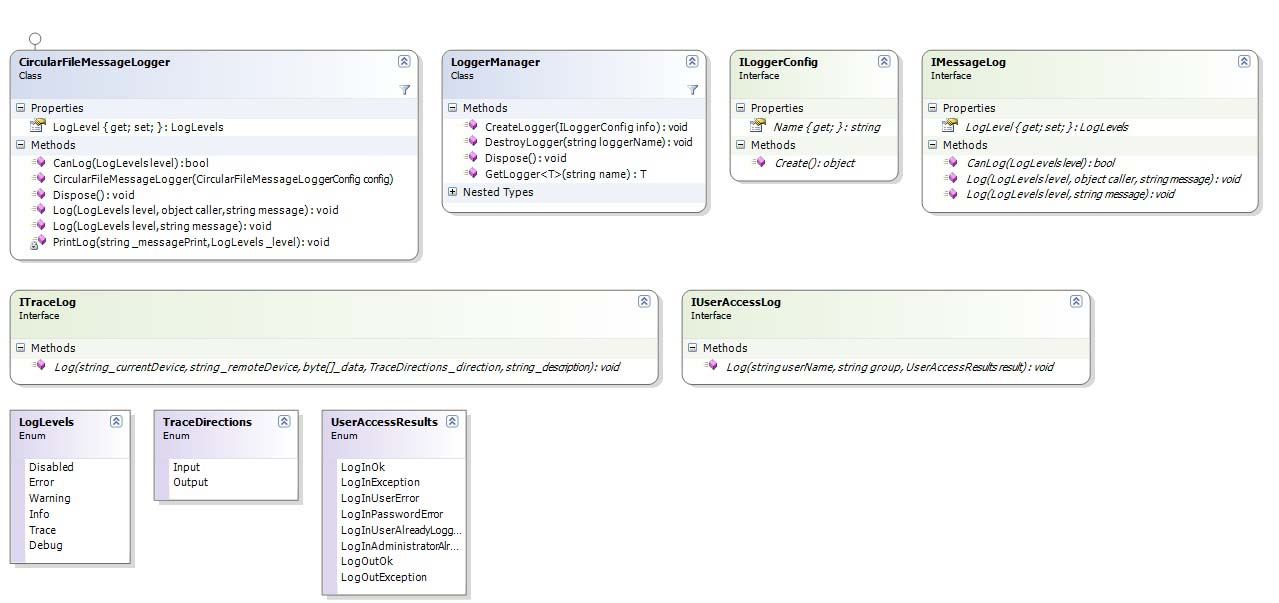 CircularFileMessageLogger
Class
Properties
LogLevel { get; set; } : LogLevels
Methods
CanLog(LogLevels level) : bool
CircularFileMessageLogger(CircularFileMessageLoggerConfig config)
Dispose() : void
Log(LogLevels level, object caller,string message) : void
Log(LogLevels level,string message) : void
PrintLog(string _messagePrint,LogLevels _level) : void
LoggerManager
Class
Methods
CreateLogger(ILoggerConfig info) : void
DestroyLogger(string loggerName) : void
Dispose() : void
GetLogger<T>(string name) : T
Nested Types
ILoggerConfig
Interface
Properties
Name { get; } : string
Methods
Create() : object
IMessageLog
Interface
Properties
LogLevel { get; set; } : LogLevels
Methods
CanLog(LogLevels level) : bool
Log(LogLevels level, object caller, string message) : void
Log(LogLevels level, string message) : void
ITraceLog
Interface
Methods
Log(string _currentDevice, string _remoteDevice, byte[] _data, TraceDirections _direction, string _description) : void
IUserAccessLog
Interface
Methods
Log(string userName, string group, UserAccessResults result) : void
LogLevels
Enum
Disabled
Error
Warning
Info
Trace
Debug
TraceDirections
Enum
Input
Output
UserAccessResults
Enum
LogInOk
LogInException
LogInUserError
LogInPasswordError
LogInUserAlreadyLogg...
LogInAdministratorAlr...
LogOutOk
LogOutException